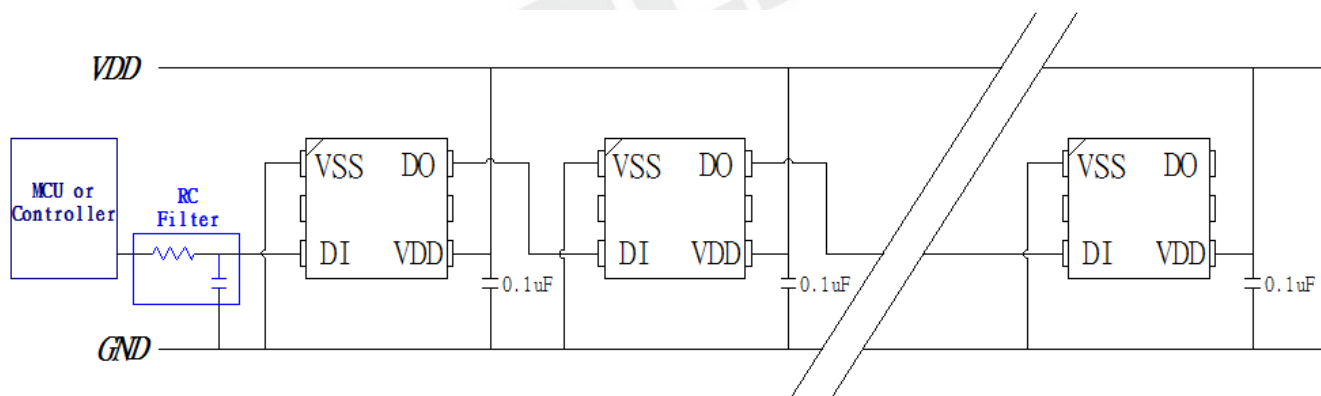 VDD
MCU or
Controller
RC
Filter
VSS DO
DI VDD
0.1uF
VSS DO
DI VDD
0.1uF
VSS DO
DI VDD
0.1uF
GND